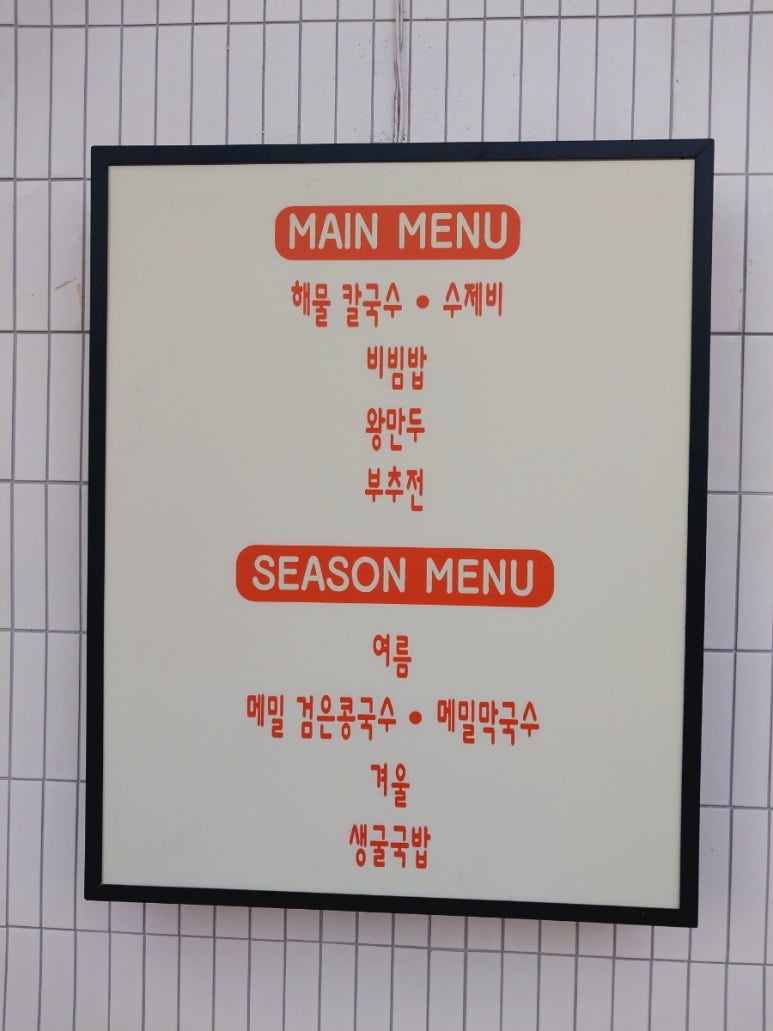 MAIN MENU
해물 칼국수 • 수제비
비빔밥
왕만두
부추전
SEASON MENU
여름
메밀 검은콩국수 • 메밀막국수
겨울
생굴국밥